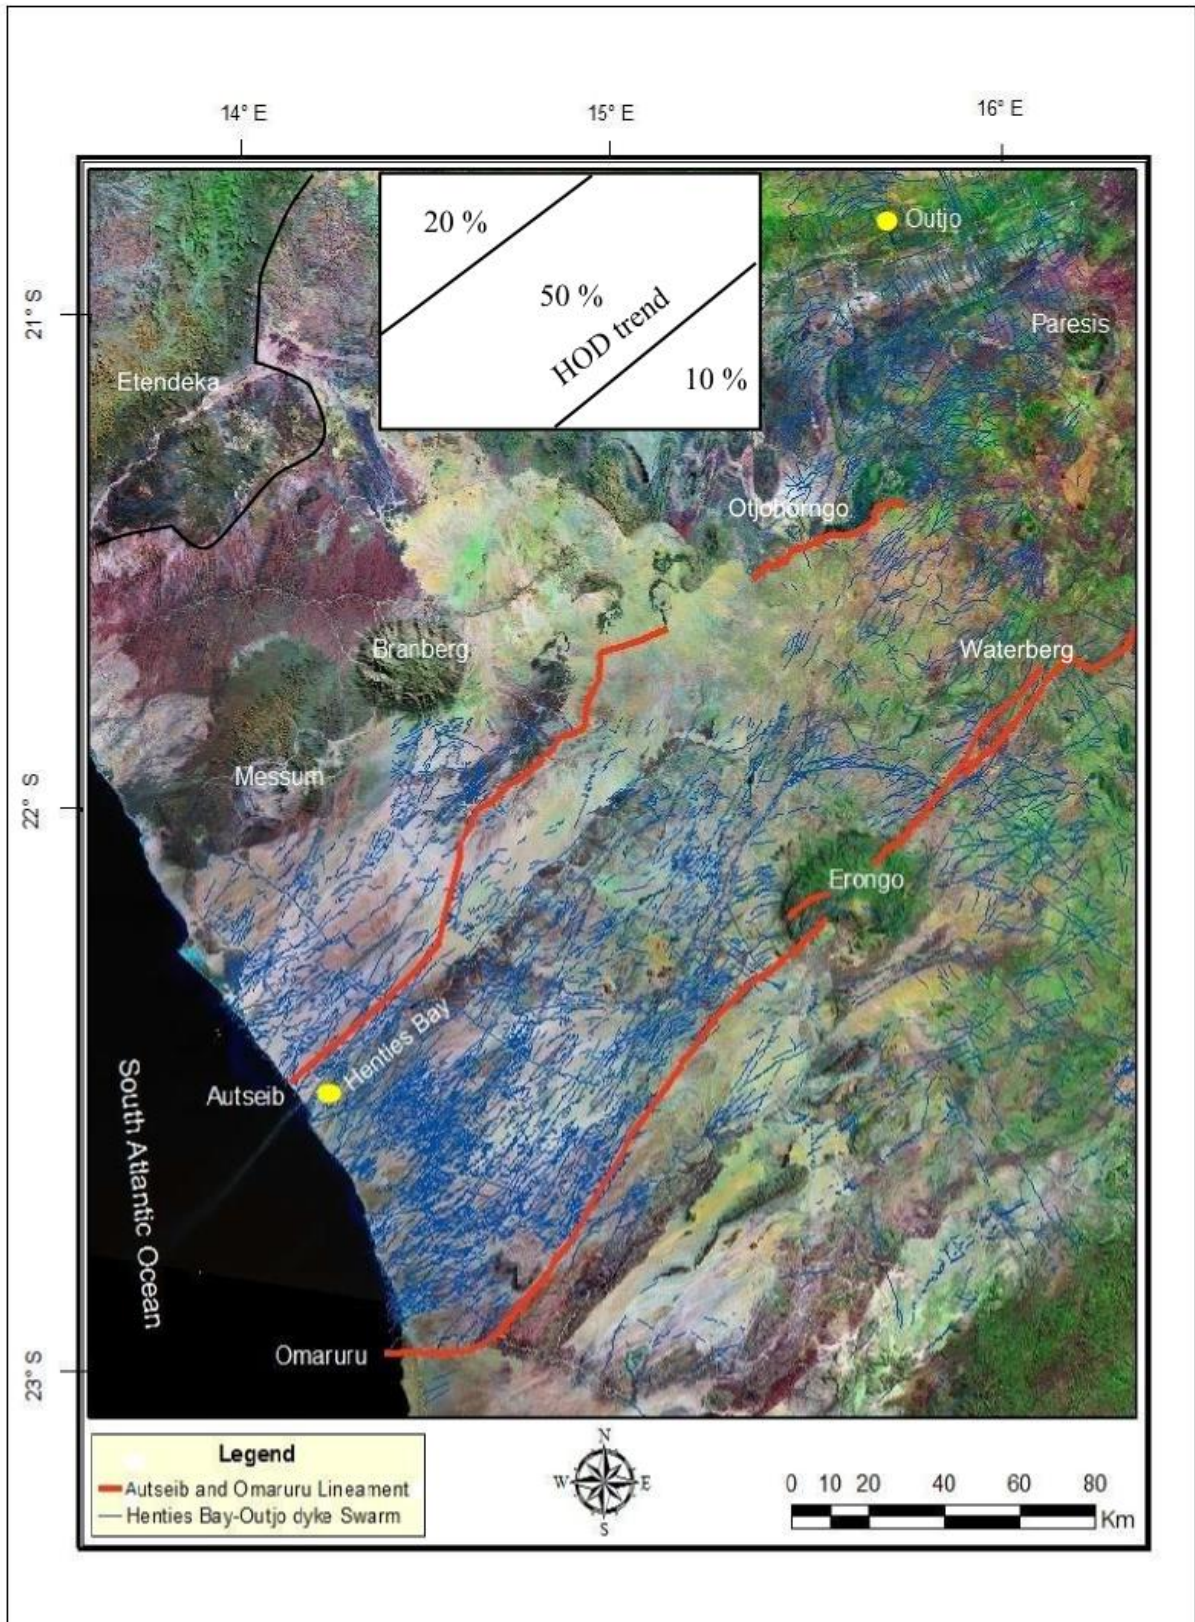 14° E
15° E
16° E
20 %
50 %
HOD trend
10 %
Outjo
21° S
Paresis
Etendeka
Otjohorngo
Branberg
Waterberg
Messum
22° S
Erongo
Henties Bay
Autseib
South Atlantic Ocean
Omaruru
23° S
Legend
Autseib and Omaruru Lineament
Henties Bay-Outjo dyke Swarm
N
W E
S
0 10 20 40 60 80
Km